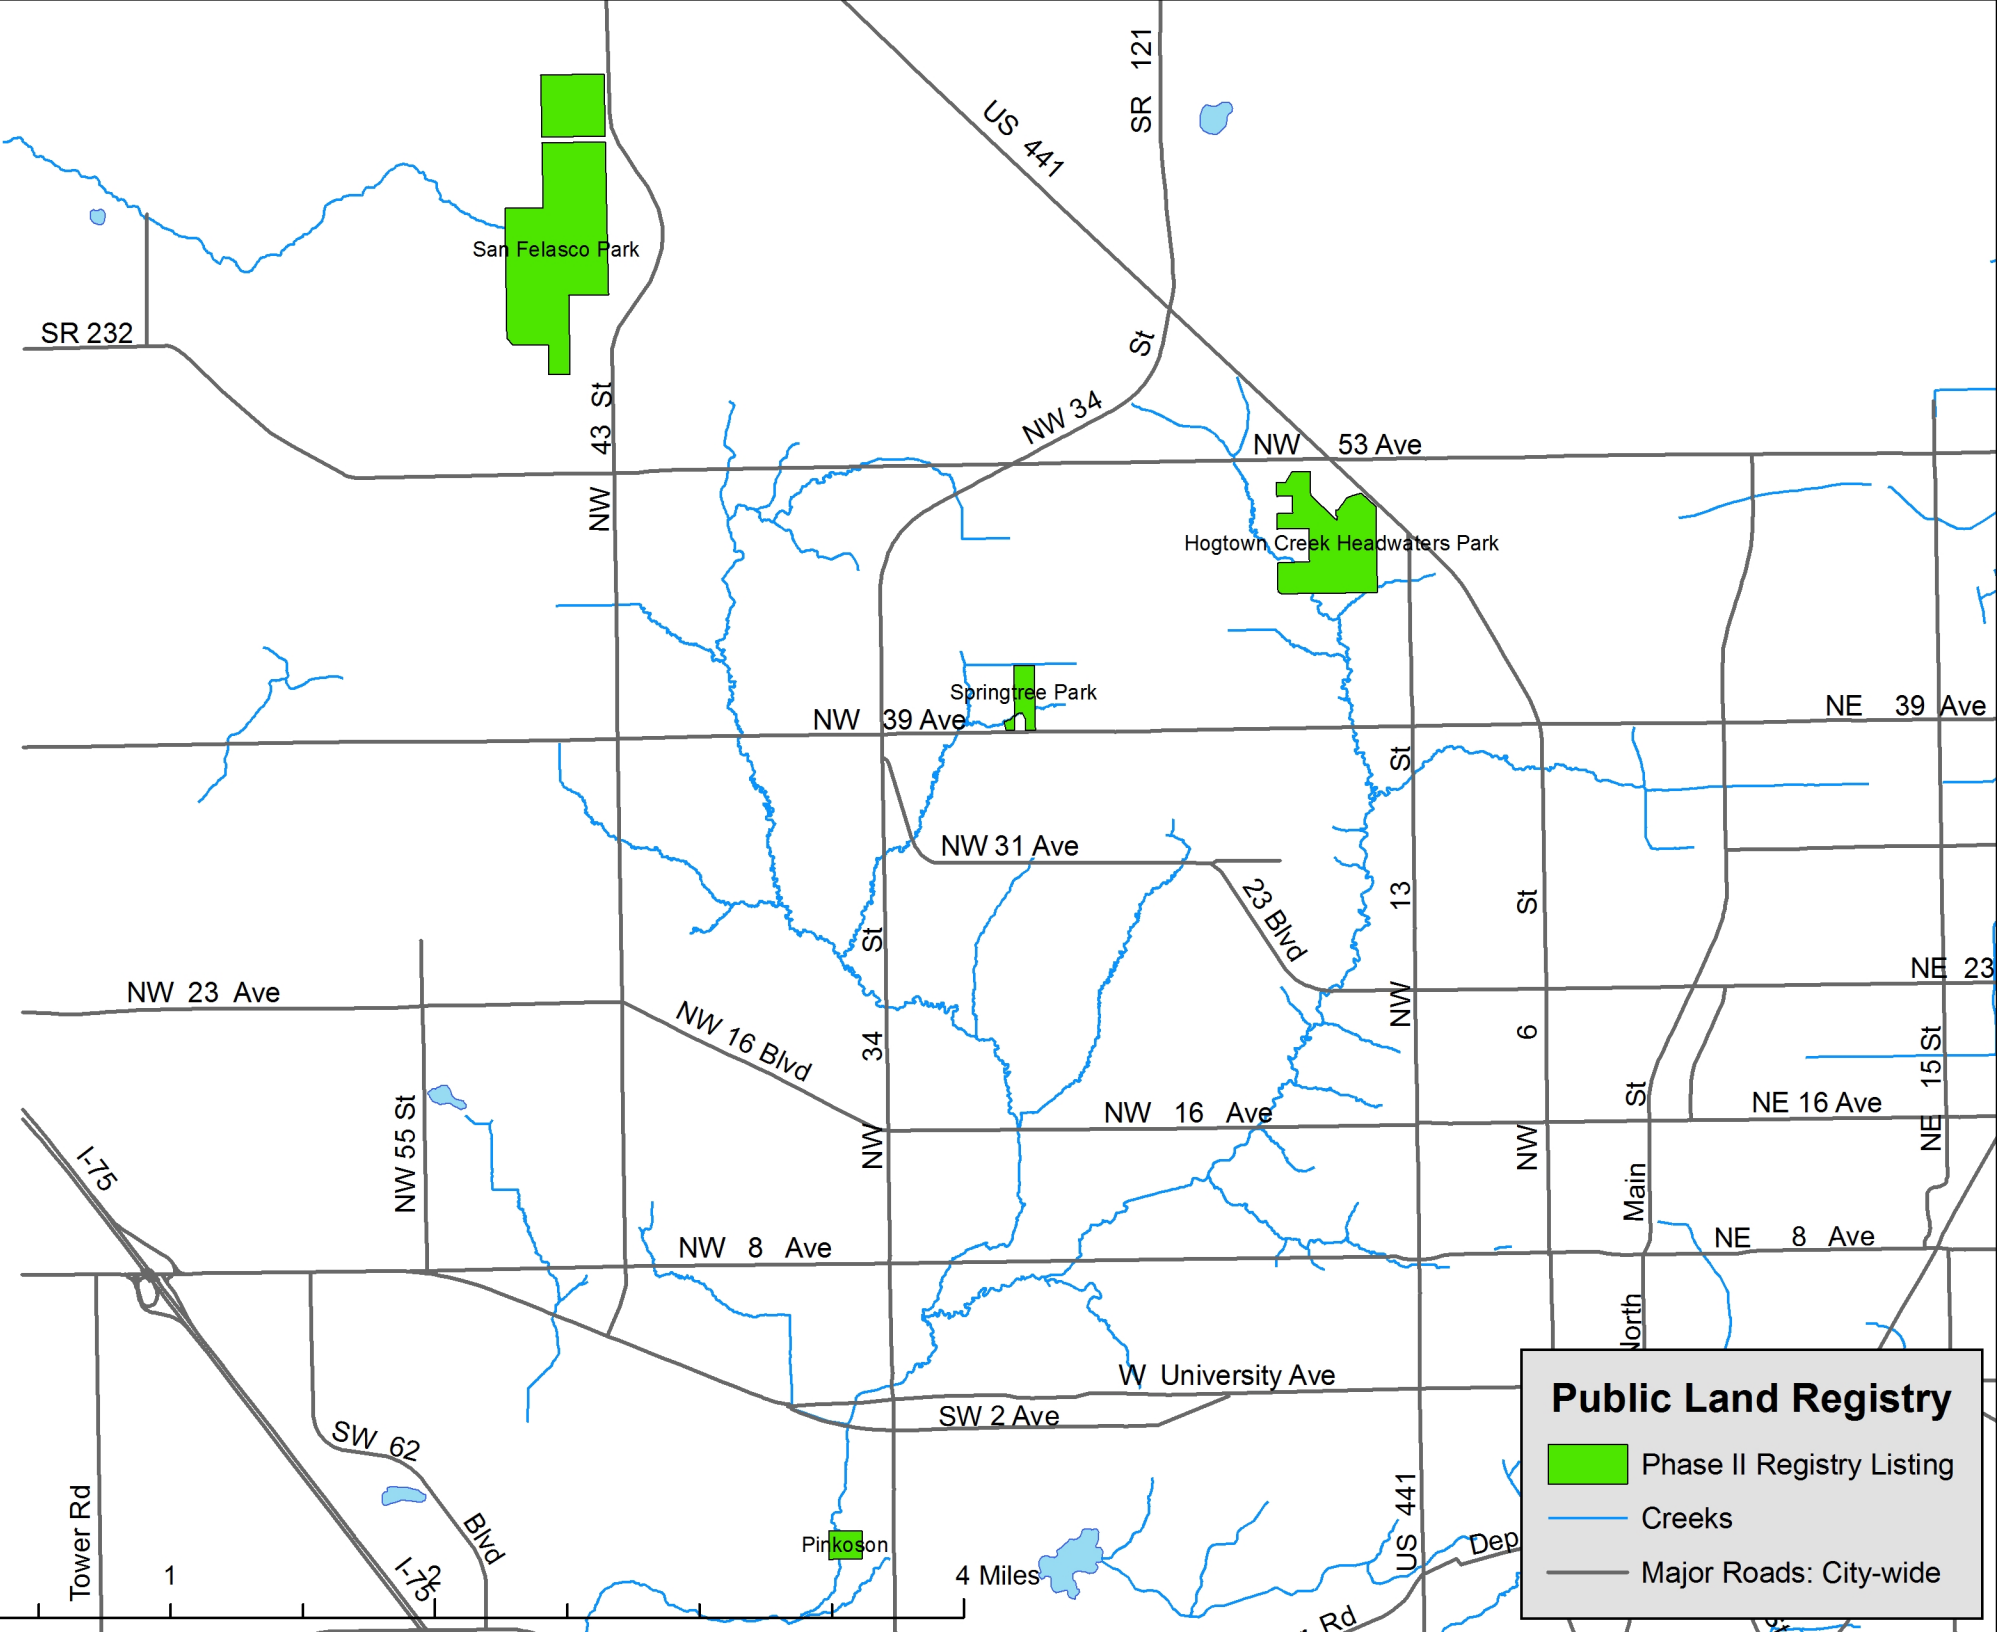 SR 121
US 441
San Felasco Park
SR 232
St
NW 43 St
NW 34
NW 53 Ave
Hogtown Creek Headwaters Park
Springtree Park
NW 39 Ave
NE 39 Ave
St
NW 31 Ave
13
St
23 Blvd
St
NW 23 Ave
NE 23
NW
NW 16 Blvd
34
6
NE 15 St
NW 55 St
St
NW 16 Ave
NE 16 Ave
I-75
NW
NW
Main
NW 8 Ave
NE 8 Ave
North
W University Ave
SW 2 Ave
Public Land Registry
Phase II Registry Listing
Creeks
Major Roads: City-wide
SW 62
Blvd
Tower Rd
US 441
Dep
Pinkoson
I-75
1
2
4 Miles
Rd